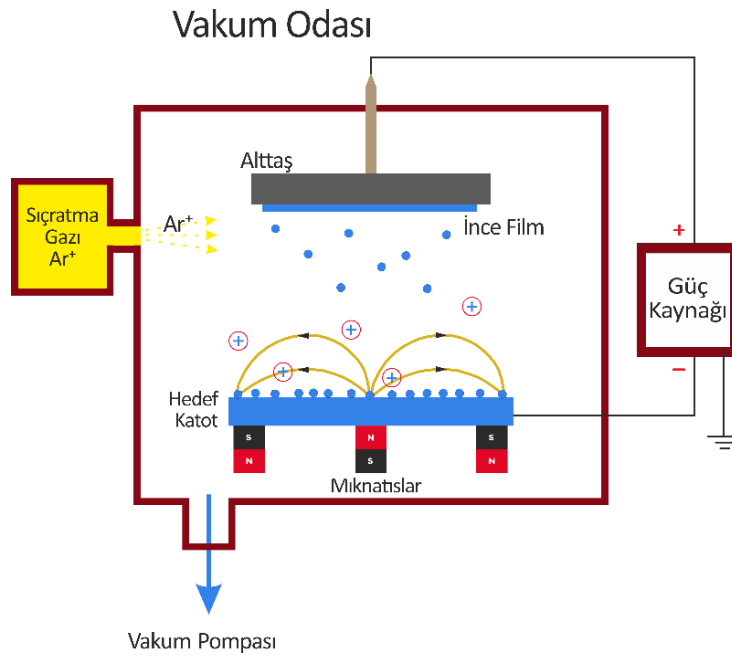 Vakum Odası
Alttaş
Sıçratma
Gazı
Ar⁺
Ar⁺
İnce Film
+
Güç
Kaynağı
−
+
+
+
+
+
Hedef
Katot
S
N
N
S
S
N
Mıknatıslar
Vakum Pompası